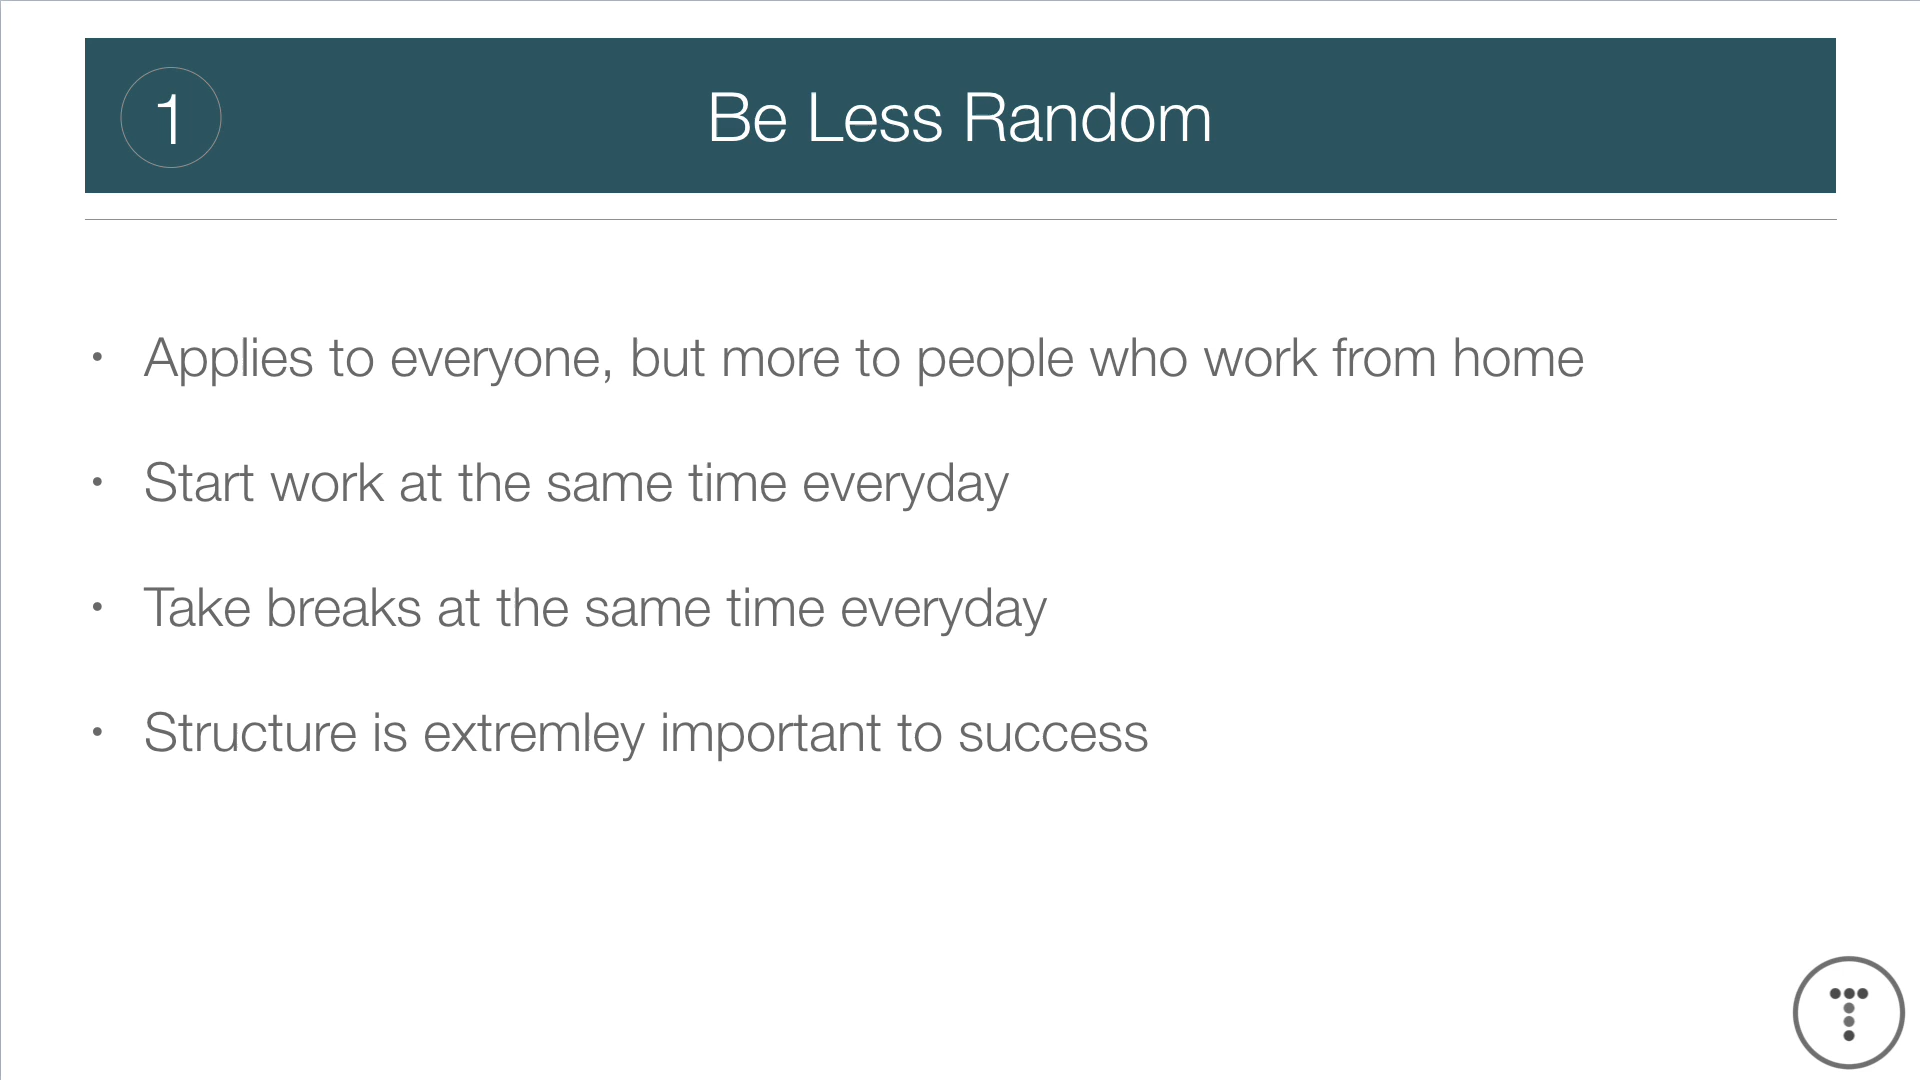 1
Be Less Random
• Applies to everyone, but more to people who work from home
• Start work at the same time everyday
• Take breaks at the same time everyday
• Structure is extremley important to success
T